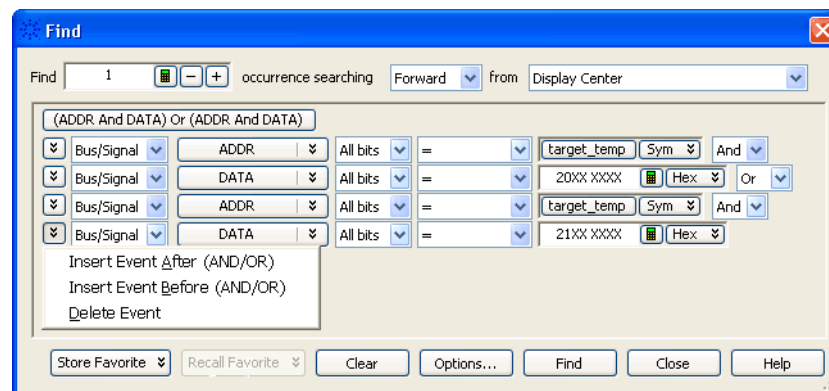 Find
Find 1 − + occurrence searching Forward from Display Center
(ADDR And DATA) Or (ADDR And DATA)
Bus/Signal ADDR All bits = target_temp Sym And
Bus/Signal DATA All bits = 20XX XXXX Hex Or
Bus/Signal ADDR All bits = target_temp Sym And
Bus/Signal DATA All bits = 21XX XXXX Hex
Insert Event After (AND/OR)
Insert Event Before (AND/OR)
Delete Event
Store Favorite Recall Favorite Clear Options... Find Close Help